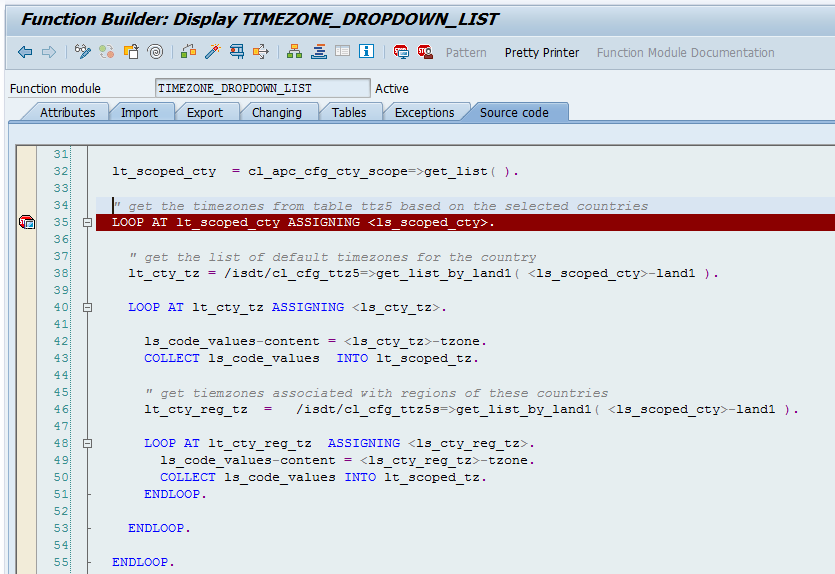 Function Builder: Display TIMEZONE_DROPDOWN_LIST
Pattern Pretty Printer Function Module Documentation
Function module TIMEZONE_DROPDOWN_LIST Active
Attributes Import Export Changing Tables Exceptions Source code
31
32 lt_scoped_cty  = cl_apc_cfg_cty_scope=>get_list( ).
33
34 " get the timezones from table ttz5 based on the selected countries
35 LOOP AT lt_scoped_cty ASSIGNING <ls_scoped_cty>.
36
37 " get the list of default timezones for the country
38 lt_cty_tz = /isdt/cl_cfg_ttz5=>get_list_by_land1( <ls_scoped_cty>-land1 ).
39
40 LOOP AT lt_cty_tz ASSIGNING <ls_cty_tz>.
41
42 ls_code_values-content = <ls_cty_tz>-tzone.
43 COLLECT ls_code_values  INTO lt_scoped_tz.
44
45 " get tiemzones associated with regions of these countries
46 lt_cty_reg_tz  =   /isdt/cl_cfg_ttz5s=>get_list_by_land1( <ls_scoped_cty>-land1 ).
47
48 LOOP AT lt_cty_reg_tz  ASSIGNING <ls_cty_reg_tz>.
49 ls_code_values-content = <ls_cty_reg_tz>-tzone.
50 COLLECT ls_code_values INTO lt_scoped_tz.
51 ENDLOOP.
52
53 ENDLOOP.
54
55 ENDLOOP.